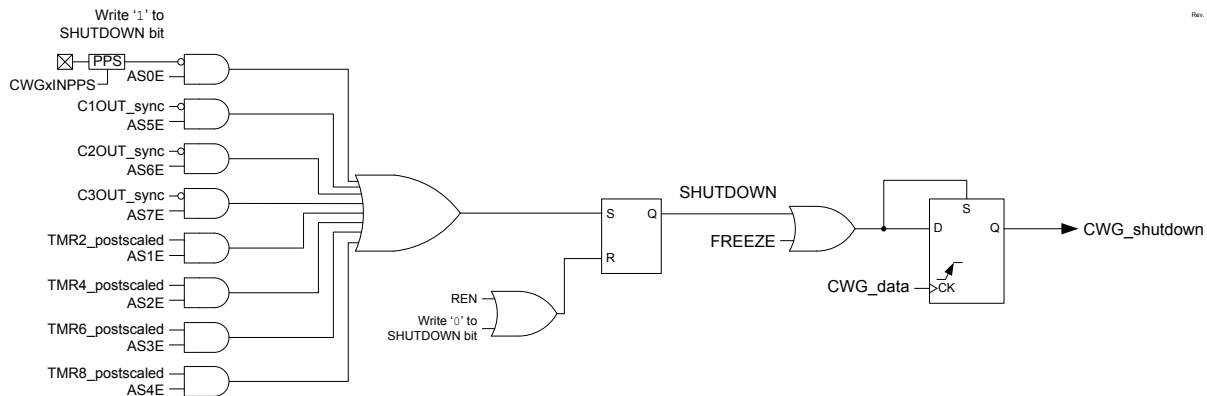 Write ‘1’ to
SHUTDOWN bit
Rev.
PPS
AS0E
CWGxINPPS
C1OUT_sync
AS5E
C2OUT_sync
AS6E
C3OUT_sync
AS7E
TMR2_postscaled
AS1E
TMR4_postscaled
AS2E
TMR6_postscaled
AS3E
TMR8_postscaled
AS4E
REN
Write ‘0’ to
SHUTDOWN bit
S
Q
R
SHUTDOWN
FREEZE
S
D
Q
CWG_data
CK
CWG_shutdown